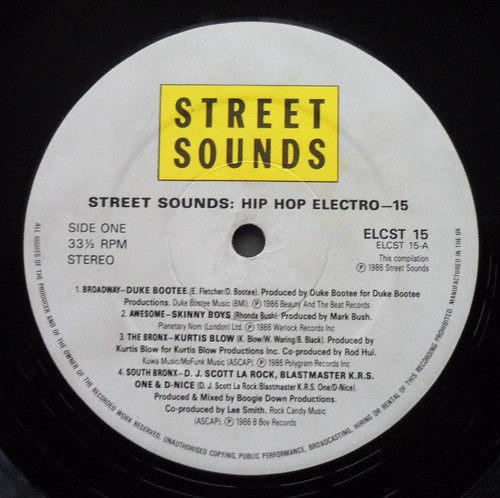 STREET
SOUNDS
STREET SOUNDS: HIP HOP ELECTRO—15
SIDE ONE
33⅓ RPM
STEREO
ELCST 15
ELCST 15-A
This compilation
℗ 1986 Street Sounds
1. BROADWAY—DUKE BOOTEE (E. Fletcher/D. Bootee). Produced by Duke Bootee for Duke Bootee
Productions. Duke Bostee Music (BMI). ℗ 1986 Beauty And The Beat Records
2. AWESOME—SKINNY BOYS (Rhonda Bush). Produced by Mark Bush.
Planetary Nom (London) Ltd. ℗ 1986 Warlock Records Inc
3. THE BRONX—KURTIS BLOW (K. Blow/W. Waring/B. Black). Produced by
Kurtis Blow for Kurtis Blow Productions Inc. Co-produced by Rod Hui.
Kuwa Music/MoFunk Music (ASCAP). ℗ 1986 Polygram Records Inc
4. SOUTH BRONX—D. J. SCOTT LA ROCK, BLASTMASTER K.R.S.
ONE & D-NICE (D. J. Scott La Rock/Blastmaster K.R.S. One/D-Nice).
Produced & Mixed by Boogie Down Productions.
Co-produced by Lee Smith. Rock Candy Music
(ASCAP). ℗ 1986 B Boy Records
ALL RIGHTS OF THE PRODUCER AND OF THE OWNER OF THE RECORDED WORK RESERVED. UNAUTHORISED COPYING, PUBLIC PERFORMANCE, BROADCASTING, HIRING OR RENTAL OF THIS RECORDING PROHIBITED. MANUFACTURED IN THE UK